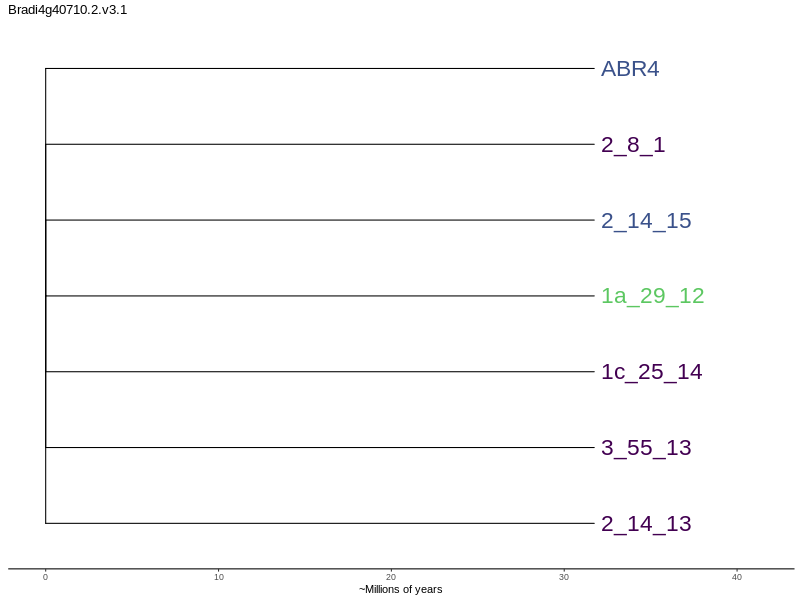 Bradi4g40710.2.v3.1
ABR4
2_8_1
2_14_15
1a_29_12
1c_25_14
3_55_13
2_14_13
0 10 20 30 40
~Millions of years